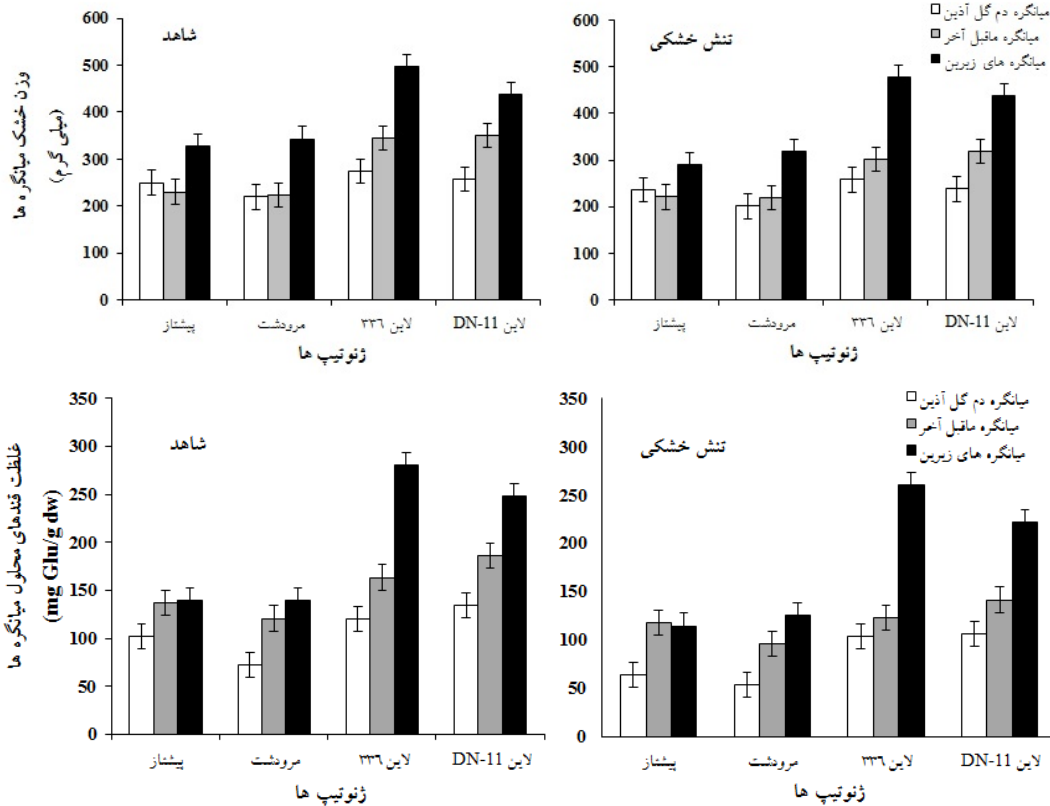 شاهد
وزن خشک میانگره ها
(میلی گرم)
600
500
400
300
200
100
0
پیشتاز
مرودشت
لاین ۳۳٦
لاین DN-11
ژنوتیپ ها
تنش خشکی
میانگره دم گل آذین
میانگره ماقبل آخر
میانگره های زیرین
600
500
400
300
200
100
0
پیشتاز
مرودشت
لاین ۳۳٦
لاین DN-11
ژنوتیپ ها
شاهد
غلظت قندهای محلول میانگره ها
(mg Glu/g dw)
350
300
250
200
150
100
50
0
پیشتاز
مرودشت
لاین ۳۳٦
لاین DN-11
ژنوتیپ ها
تنش خشکی
میانگره دم گل آذین
میانگره ماقبل آخر
میانگره های زیرین
350
300
250
200
150
100
50
0
پیشتاز
مرودشت
لاین ۳۳٦
لاین DN-11
ژنوتیپ ها